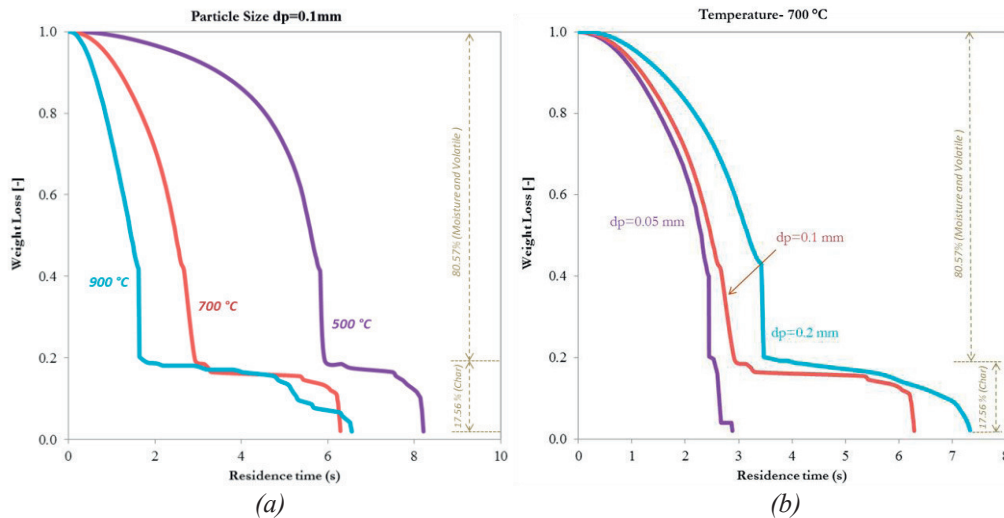 Particle Size dp=0.1mm
Weight Loss [-]
1.0
0.8
0.6
0.4
0.2
0.0
900 °C
700 °C
500 °C
80.57% (Moisture and Volatile )
17.56 % (Char)
0 2 4 6 8 10
Residence time (s)
(a)
Temperature- 700 °C
Weight Loss [-]
1.0
0.8
0.6
0.4
0.2
0.0
dp=0.05 mm
dp=0.1 mm
dp=0.2 mm
80.57% (Moisture and Volatile )
17.56 % (Char)
0 1 2 3 4 5 6 7 8
Residence time (s)
(b)